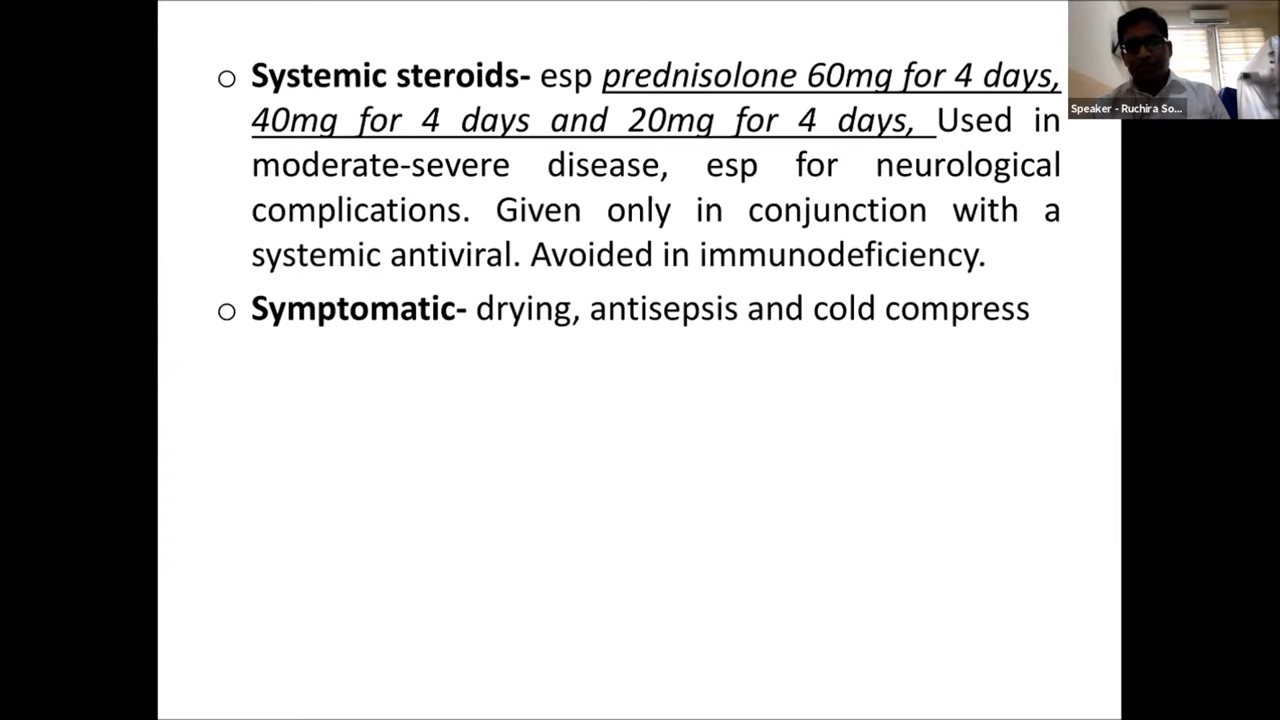 ○ Systemic steroids- esp prednisolone 60mg for 4 days,
40mg for 4 days and 20mg for 4 days, Used in
moderate-severe disease, esp for neurological
complications. Given only in conjunction with a
systemic antiviral. Avoided in immunodeficiency.
○ Symptomatic- drying, antisepsis and cold compress
Speaker - Ruchira So...